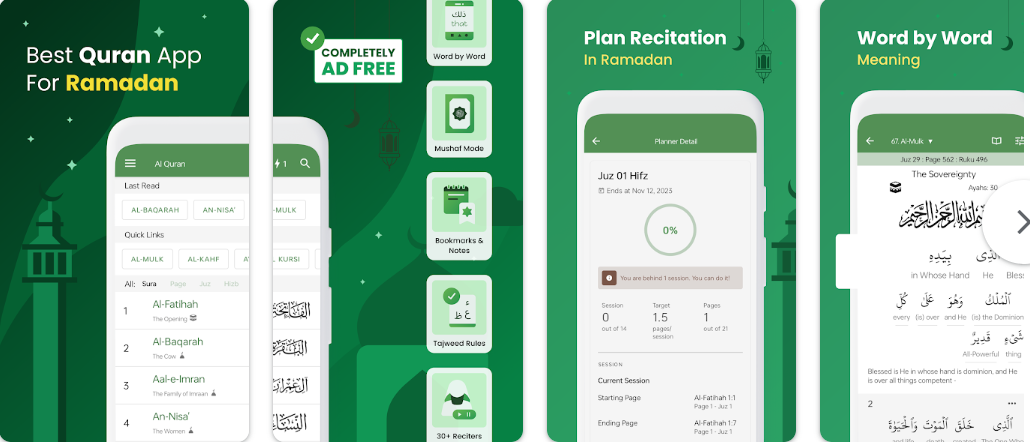 Best Quran App
For Ramadan
Al Quran
Last Read
AL-BAQARAH AN-NISA'
Quick Links
AL-MULK AL-KAHF
All: Sura Page Juz Hizb
1 Al-Fatihah
The Opening
2 Al-Baqarah
The Cow
3 Aal-e-Imran
The Family of Imraan
4 An-Nisa'
The Women
COMPLETELY
AD FREE
1
-MULK
L KURSI
ذلك
that
Word by Word
Mushaf Mode
Bookmarks &
Notes
Tajweed Rules
30+ Reciters
Plan Recitation
In Ramadan
Planner Detail
Juz 01 Hifz
Ends at Nov 12, 2023
0%
You are behind 1 session. You can do it!
Session Target Pages
0 1.5 1
out of 14 pages/ out of 21
session
SESSION
Current Session
Starting Page Al-Fatihah 1:1
Page 1 - Juz 1
Ending Page Al-Fatihah 1:7
Page 1 - Juz 1
Word by Word
Meaning
67. Al-Mulk
Juz 29 : Page 562 : Ruku 496
The Sovereignty
Ayahs: 30
بِيَدِهِ
in Whose Hand He Bless
كُلِّ عَلَىٰ وَهُوَ ٱلْمُلْكُ
every (is) over and He (is) the Dominion
شَىْءٍ قَدِيرٌ
All-Powerful thing
Blessed is He in whose hand is dominion, and He
is over all things competent -
2
ٱلَّذِى خَلَقَ ٱلْمَوْتَ وَٱلْحَيَوٰةَ